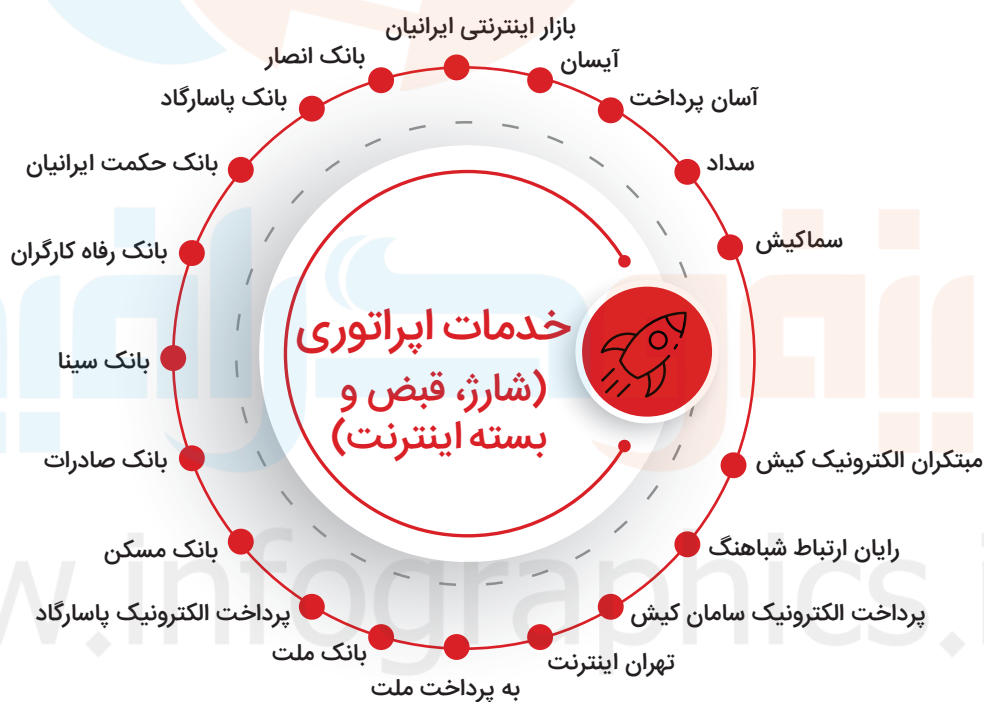 بازار اینترنتی ایرانیان
آیسان
آسان پرداخت
سداد
سماکیش
مبتکران الکترونیک کیش
رایان ارتباط شباهنگ
پرداخت الکترونیک سامان کیش
تهران اینترنت
به پرداخت ملت
بانک ملت
پرداخت الکترونیک پاسارگاد
بانک مسکن
بانک صادرات
بانک سینا
بانک رفاه کارگران
بانک حکمت ایرانیان
بانک پاسارگاد
بانک انصار
خدمات اپراتوری
(شارژ، قبض و
بسته اینترنت)
w.infographics.i